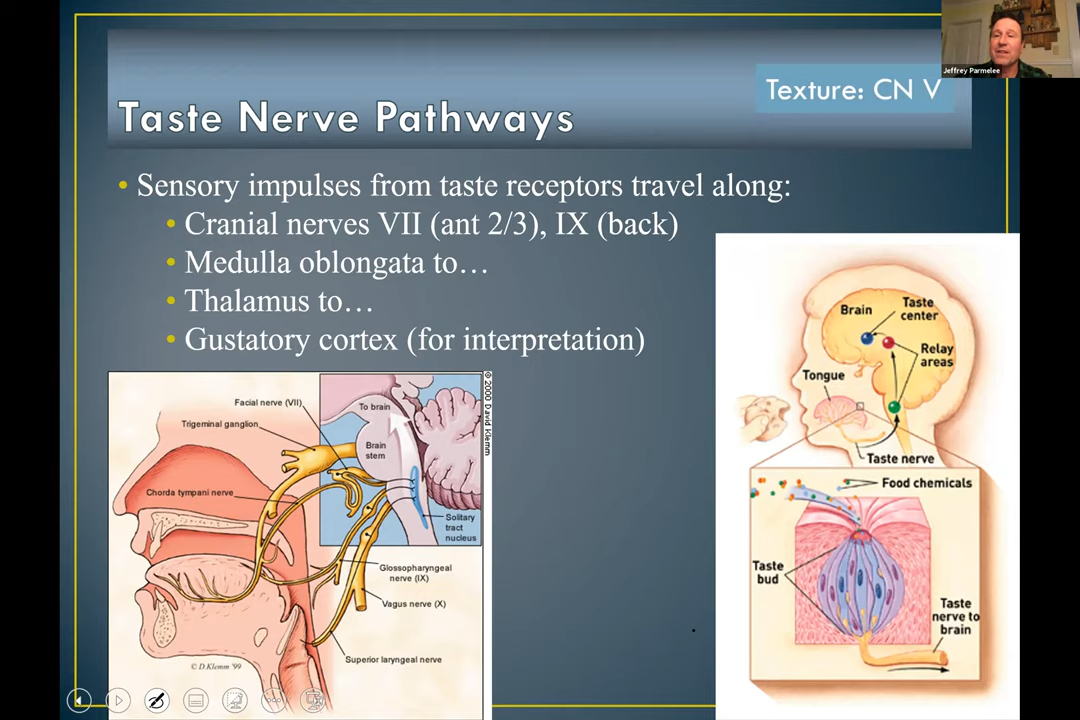 Jeffrey Parmelee
Texture: CN V
Taste Nerve Pathways
• Sensory impulses from taste receptors travel along:
• Cranial nerves VII (ant 2/3), IX (back)
• Medulla oblongata to…
• Thalamus to…
• Gustatory cortex (for interpretation)
Facial nerve (VII)
Trigeminal ganglion
Chorda tympani nerve
To brain
Brain
stem
Solitary
tract
nucleus
Glossopharyngeal
nerve (IX)
Vagus nerve (X)
Superior laryngeal nerve
© D.Klemm '99
© 2000 David Klemm
Brain
Taste
center
Relay
areas
Tongue
Taste nerve
Food chemicals
Taste
bud
Taste
nerve to
brain